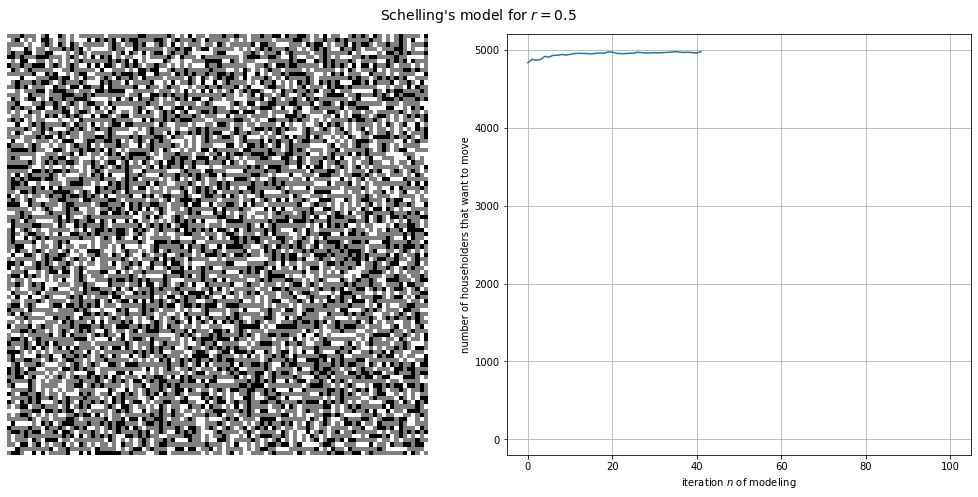 Schelling's model for r = 0.5
number of householders that want to move
5000
4000
3000
2000
1000
0
0 20 40 60 80 100
iteration n of modeling